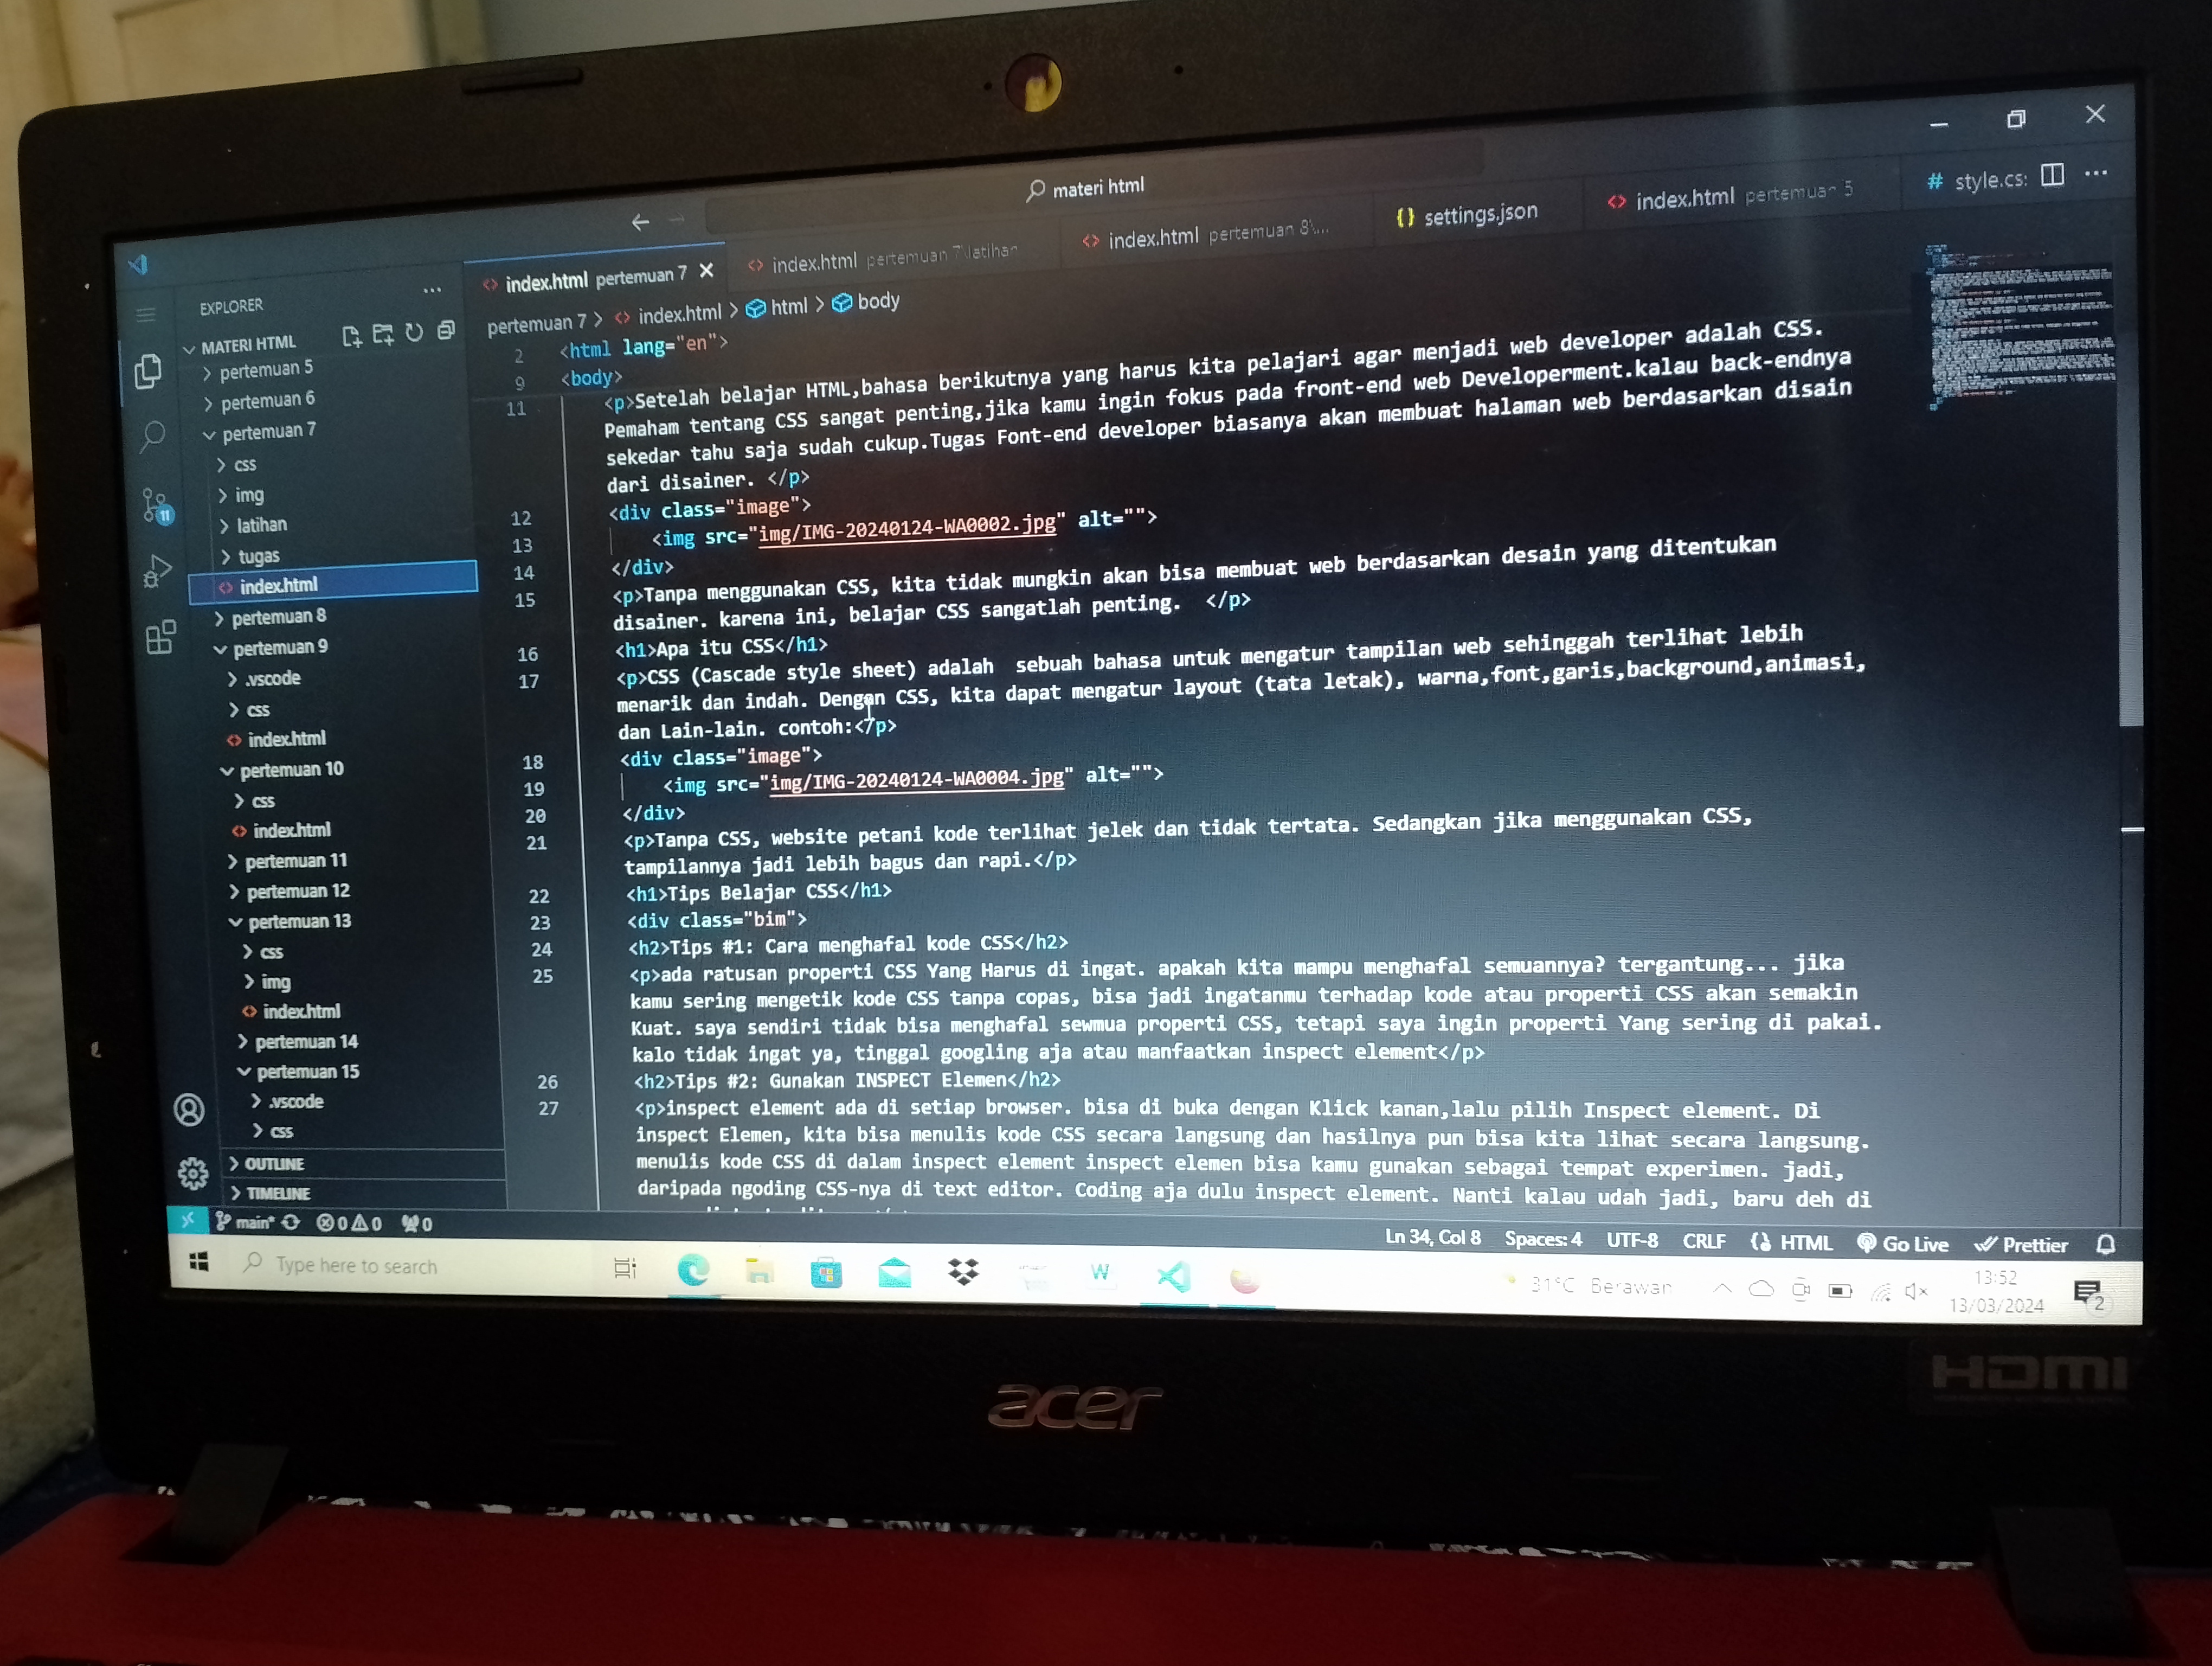 materi html
index.html pertemuan 7
index.html pertemuan 7\latihan
index.html pertemuan 8\...
settings.json
index.html pertemuan 5
# style.cs:
EXPLORER
pertemuan 7 > index.html > html > body
MATERI HTML
pertemuan 5
pertemuan 6
pertemuan 7
css
img
latihan
tugas
index.html
pertemuan 8
pertemuan 9
.vscode
css
index.html
pertemuan 10
css
index.html
pertemuan 11
pertemuan 12
pertemuan 13
css
img
index.html
pertemuan 14
pertemuan 15
.vscode
css
OUTLINE
TIMELINE
11
2 <html lang="en">
9 <body>
11 <p>Setelah belajar HTML,bahasa berikutnya yang harus kita pelajari agar menjadi web developer adalah CSS.
Pemaham tentang CSS sangat penting,jika kamu ingin fokus pada front-end web Developerment.kalau back-endnya
sekedar tahu saja sudah cukup.Tugas Font-end developer biasanya akan membuat halaman web berdasarkan disain
dari disainer. </p>
12 <div class="image">
13 <img src="img/IMG-20240124-WA0002.jpg" alt="">
14 </div>
15 <p>Tanpa menggunakan CSS, kita tidak mungkin akan bisa membuat web berdasarkan desain yang ditentukan
disainer. karena ini, belajar CSS sangatlah penting.  </p>
16 <h1>Apa itu CSS</h1>
17 <p>CSS (Cascade style sheet) adalah  sebuah bahasa untuk mengatur tampilan web sehinggah terlihat lebih
menarik dan indah. Dengan CSS, kita dapat mengatur layout (tata letak), warna,font,garis,background,animasi,
dan Lain-lain. contoh:</p>
18 <div class="image">
19 <img src="img/IMG-20240124-WA0004.jpg" alt="">
20 </div>
21 <p>Tanpa CSS, website petani kode terlihat jelek dan tidak tertata. Sedangkan jika menggunakan CSS,
tampilannya jadi lebih bagus dan rapi.</p>
22 <h1>Tips Belajar CSS</h1>
23 <div class="bim">
24 <h2>Tips #1: Cara menghafal kode CSS</h2>
25 <p>ada ratusan properti CSS Yang Harus di ingat. apakah kita mampu menghafal semuannya? tergantung... jika
kamu sering mengetik kode CSS tanpa copas, bisa jadi ingatanmu terhadap kode atau properti CSS akan semakin
Kuat. saya sendiri tidak bisa menghafal sewmua properti CSS, tetapi saya ingin properti Yang sering di pakai.
kalo tidak ingat ya, tinggal googling aja atau manfaatkan inspect element</p>
26 <h2>Tips #2: Gunakan INSPECT Elemen</h2>
27 <p>inspect element ada di setiap browser. bisa di buka dengan Klick kanan,lalu pilih Inspect element. Di
inspect Elemen, kita bisa menulis kode CSS secara langsung dan hasilnya pun bisa kita lihat secara langsung.
menulis kode CSS di dalam inspect element inspect elemen bisa kamu gunakan sebagai tempat experimen. jadi,
daripada ngoding CSS-nya di text editor. Coding aja dulu inspect element. Nanti kalau udah jadi, baru deh di
main* 0 0 0
Ln 34, Col 8 Spaces: 4 UTF-8 CRLF HTML Go Live Prettier
Type here to search
W
31°C Berawan
13:52
13/03/2024
2
acer
HDMI